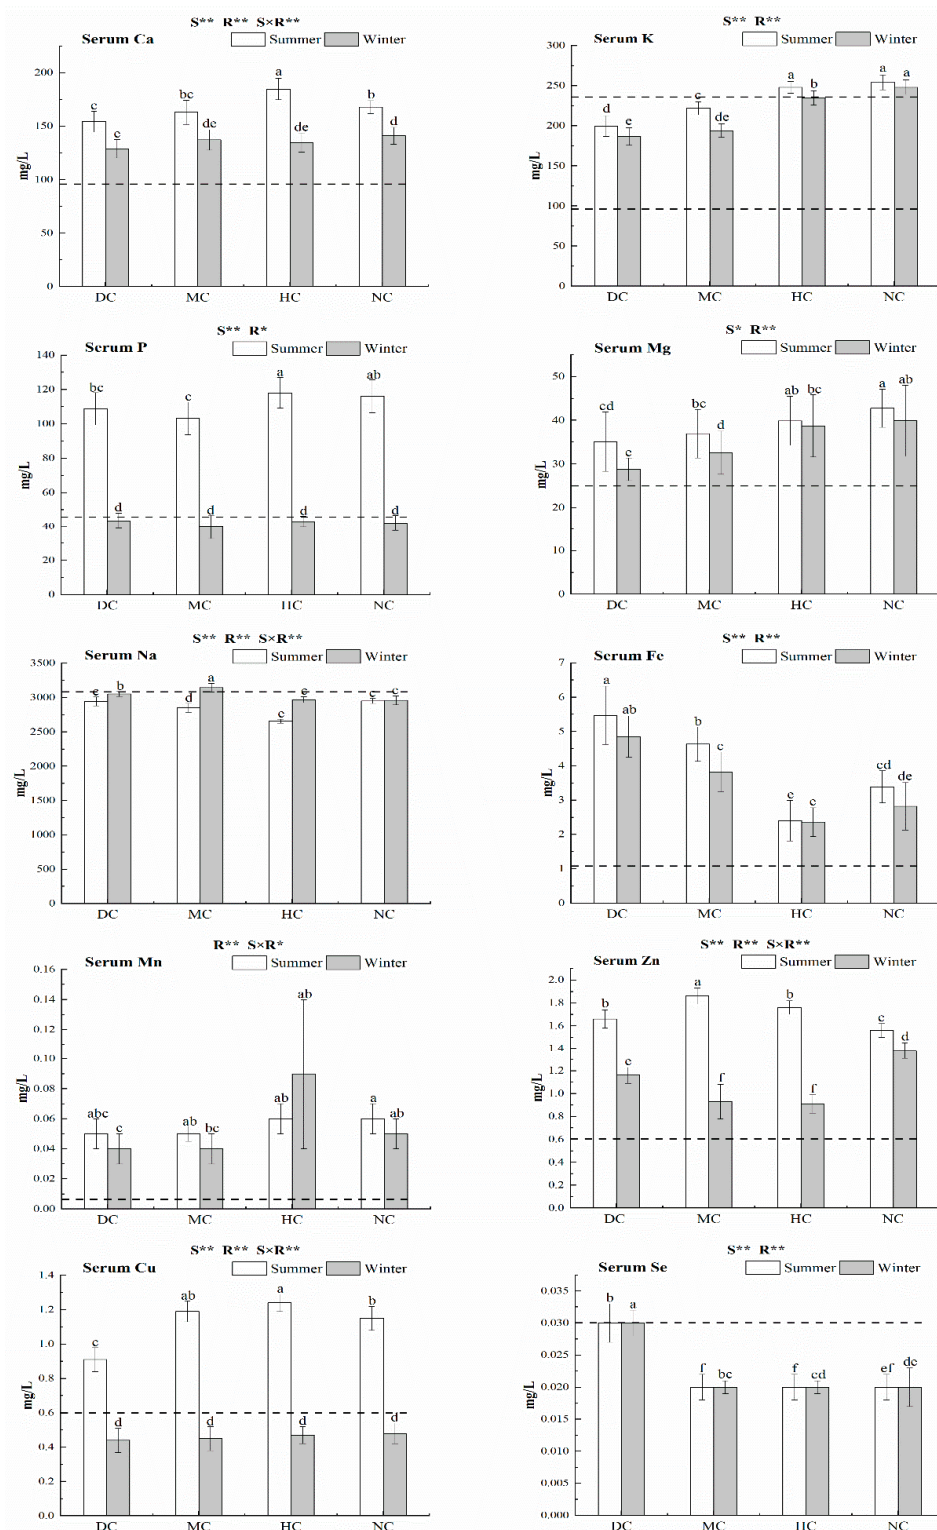 S** R** S×R**
Serum Ca Summer Winter
200
150
100
50
0
mg/L
c e bc de a de b d
DC MC HC NC
S** R**
Serum K Summer Winter
300
250
200
150
100
50
0
mg/L
d e c de a b a a
DC MC HC NC
S** R*
Serum P Summer Winter
140
120
100
80
60
40
20
0
mg/L
bc d c d a d ab d
DC MC HC NC
S* R**
Serum Mg Summer Winter
50
40
30
20
10
0
mg/L
cd e bc d ab bc a ab
DC MC HC NC
S** R** S×R**
Serum Na Summer Winter
3500
3000
2500
2000
1500
1000
500
0
mg/L
c b d a e c c c
DC MC HC NC
S** R**
Serum Fe Summer Winter
7
6
5
4
3
2
1
0
mg/L
a ab b c e e cd de
DC MC HC NC
R** S×R*
Serum Mn Summer Winter
0.16
0.14
0.12
0.10
0.08
0.06
0.04
0.02
0.00
mg/L
abc c ab bc ab ab a ab
DC MC HC NC
S** R** S×R**
Serum Zn Summer Winter
2.0
1.8
1.6
1.4
1.2
1.0
0.8
0.6
0.4
0.2
0.0
mg/L
b e a f b f c d
DC MC HC NC
S** R** S×R**
Serum Cu Summer Winter
1.4
1.2
1.0
0.8
0.6
0.4
0.2
0.0
mg/L
c d ab d a d b d
DC MC HC NC
S** R**
Serum Se Summer Winter
0.035
0.030
0.025
0.020
0.015
0.010
0.005
0.000
mg/L
b a f bc f cd ef de
DC MC HC NC